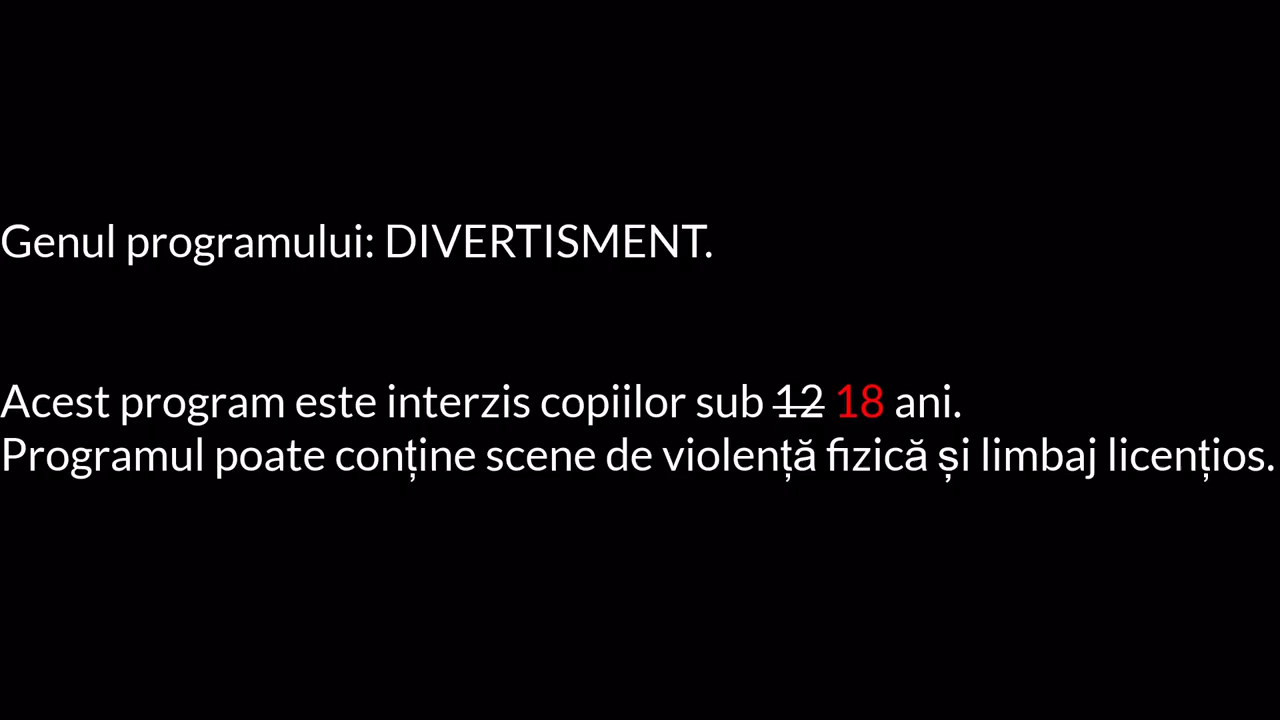 Genul programului: DIVERTISMENT.
Acest program este interzis copiilor sub 12 18 ani.
Programul poate conține scene de violență fizică și limbaj licențios.